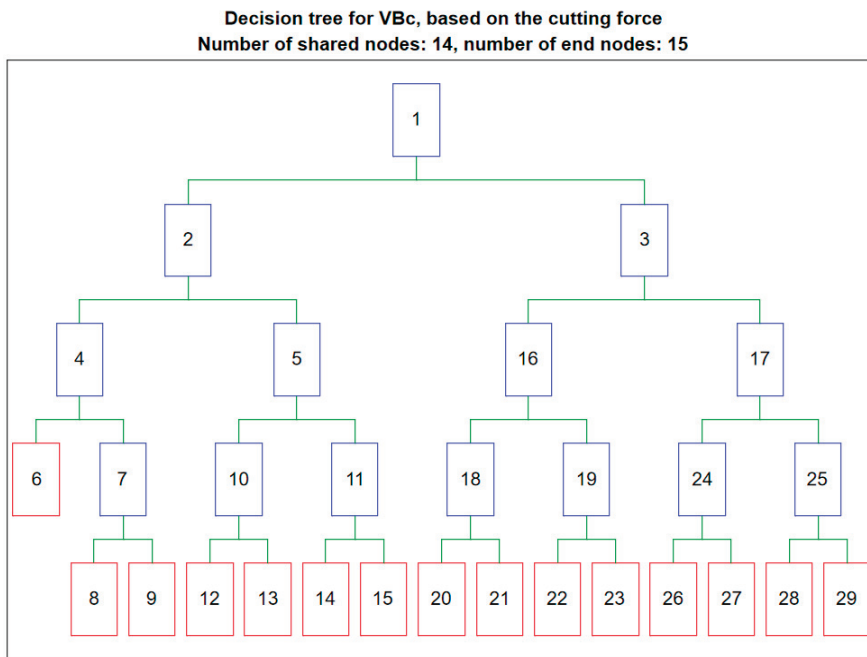 Decision tree for VBc, based on the cutting force
Number of shared nodes: 14, number of end nodes: 15
1
2 3
4 5 16 17
6 7 10 11 18 19 24 25
8 9 12 13 14 15 20 21 22 23 26 27 28 29